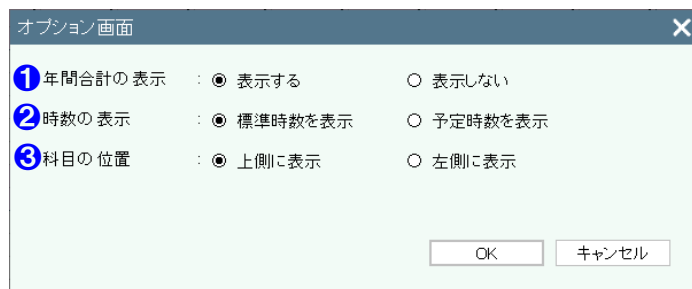 オプション画面
1 年間合計の表示 : 表示する 表示しない
2 時数の表示 : 標準時数を表示 予定時数を表示
3 科目の位置 : 上側に表示 左側に表示
OK キャンセル